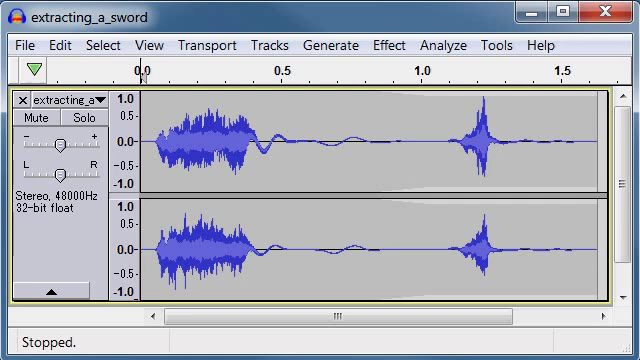 extracting_a_sword
File Edit Select View Transport Tracks Generate Effect Analyze Tools Help
0.0 0.5 1.0 1.5
extracting_a
Mute Solo
- +
L R
Stereo, 48000Hz
32-bit float
1.0
0.5-
0.0-
-0.5-
-1.0
1.0
0.5-
0.0-
-0.5-
-1.0
Stopped.